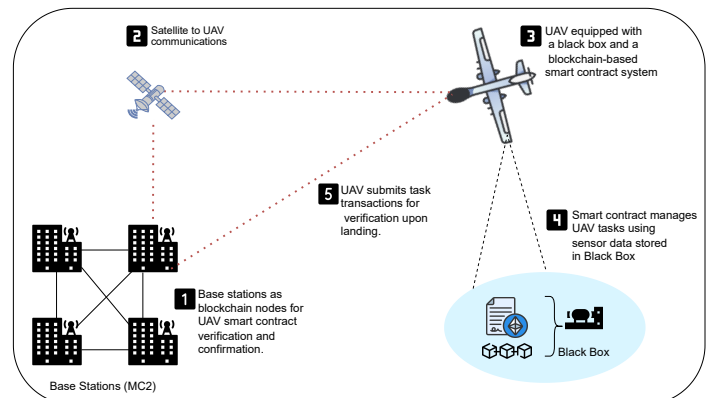 2 Satellite to UAV
communications
3 UAV equipped with
a black box and a
blockchain-based
smart contract system
5 UAV submits task
transactions for
verification upon
landing.
4 Smart contract manages
UAV tasks using
sensor data stored
in Black Box
1 Base stations as
blockchain nodes for
UAV smart contract
verification and
confirmation.
Black Box
Base Stations (MC2)